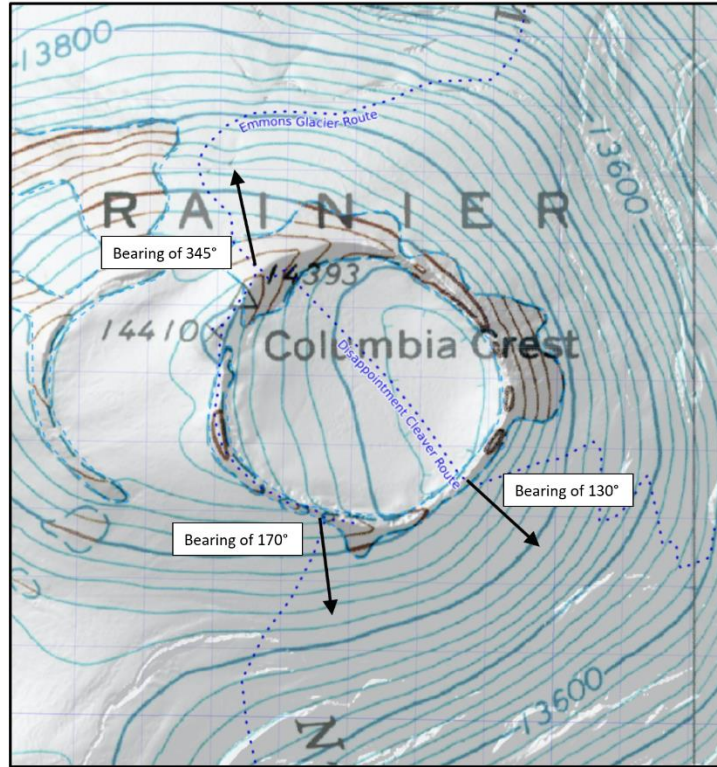 N
13800
Emmons Glacier Route
13600
RAINIER
Bearing of 345°
14393
14410
Columbia Crest
Disappointment Cleaver Route
Bearing of 130°
Bearing of 170°
13600
N